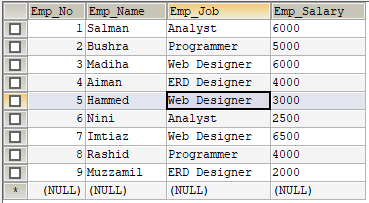 Emp_No Emp_Name Emp_Job Emp_Salary
1 Salman Analyst 6000
2 Bushra Programmer 5000
3 Madiha Web Designer 6000
4 Aiman ERD Designer 4000
5 Hammed Web Designer 3000
6 Nini Analyst 2500
7 Imtiaz Web Designer 6500
8 Rashid Programmer 4000
9 Muzzamil ERD Designer 2000
* (NULL) (NULL) (NULL) (NULL)